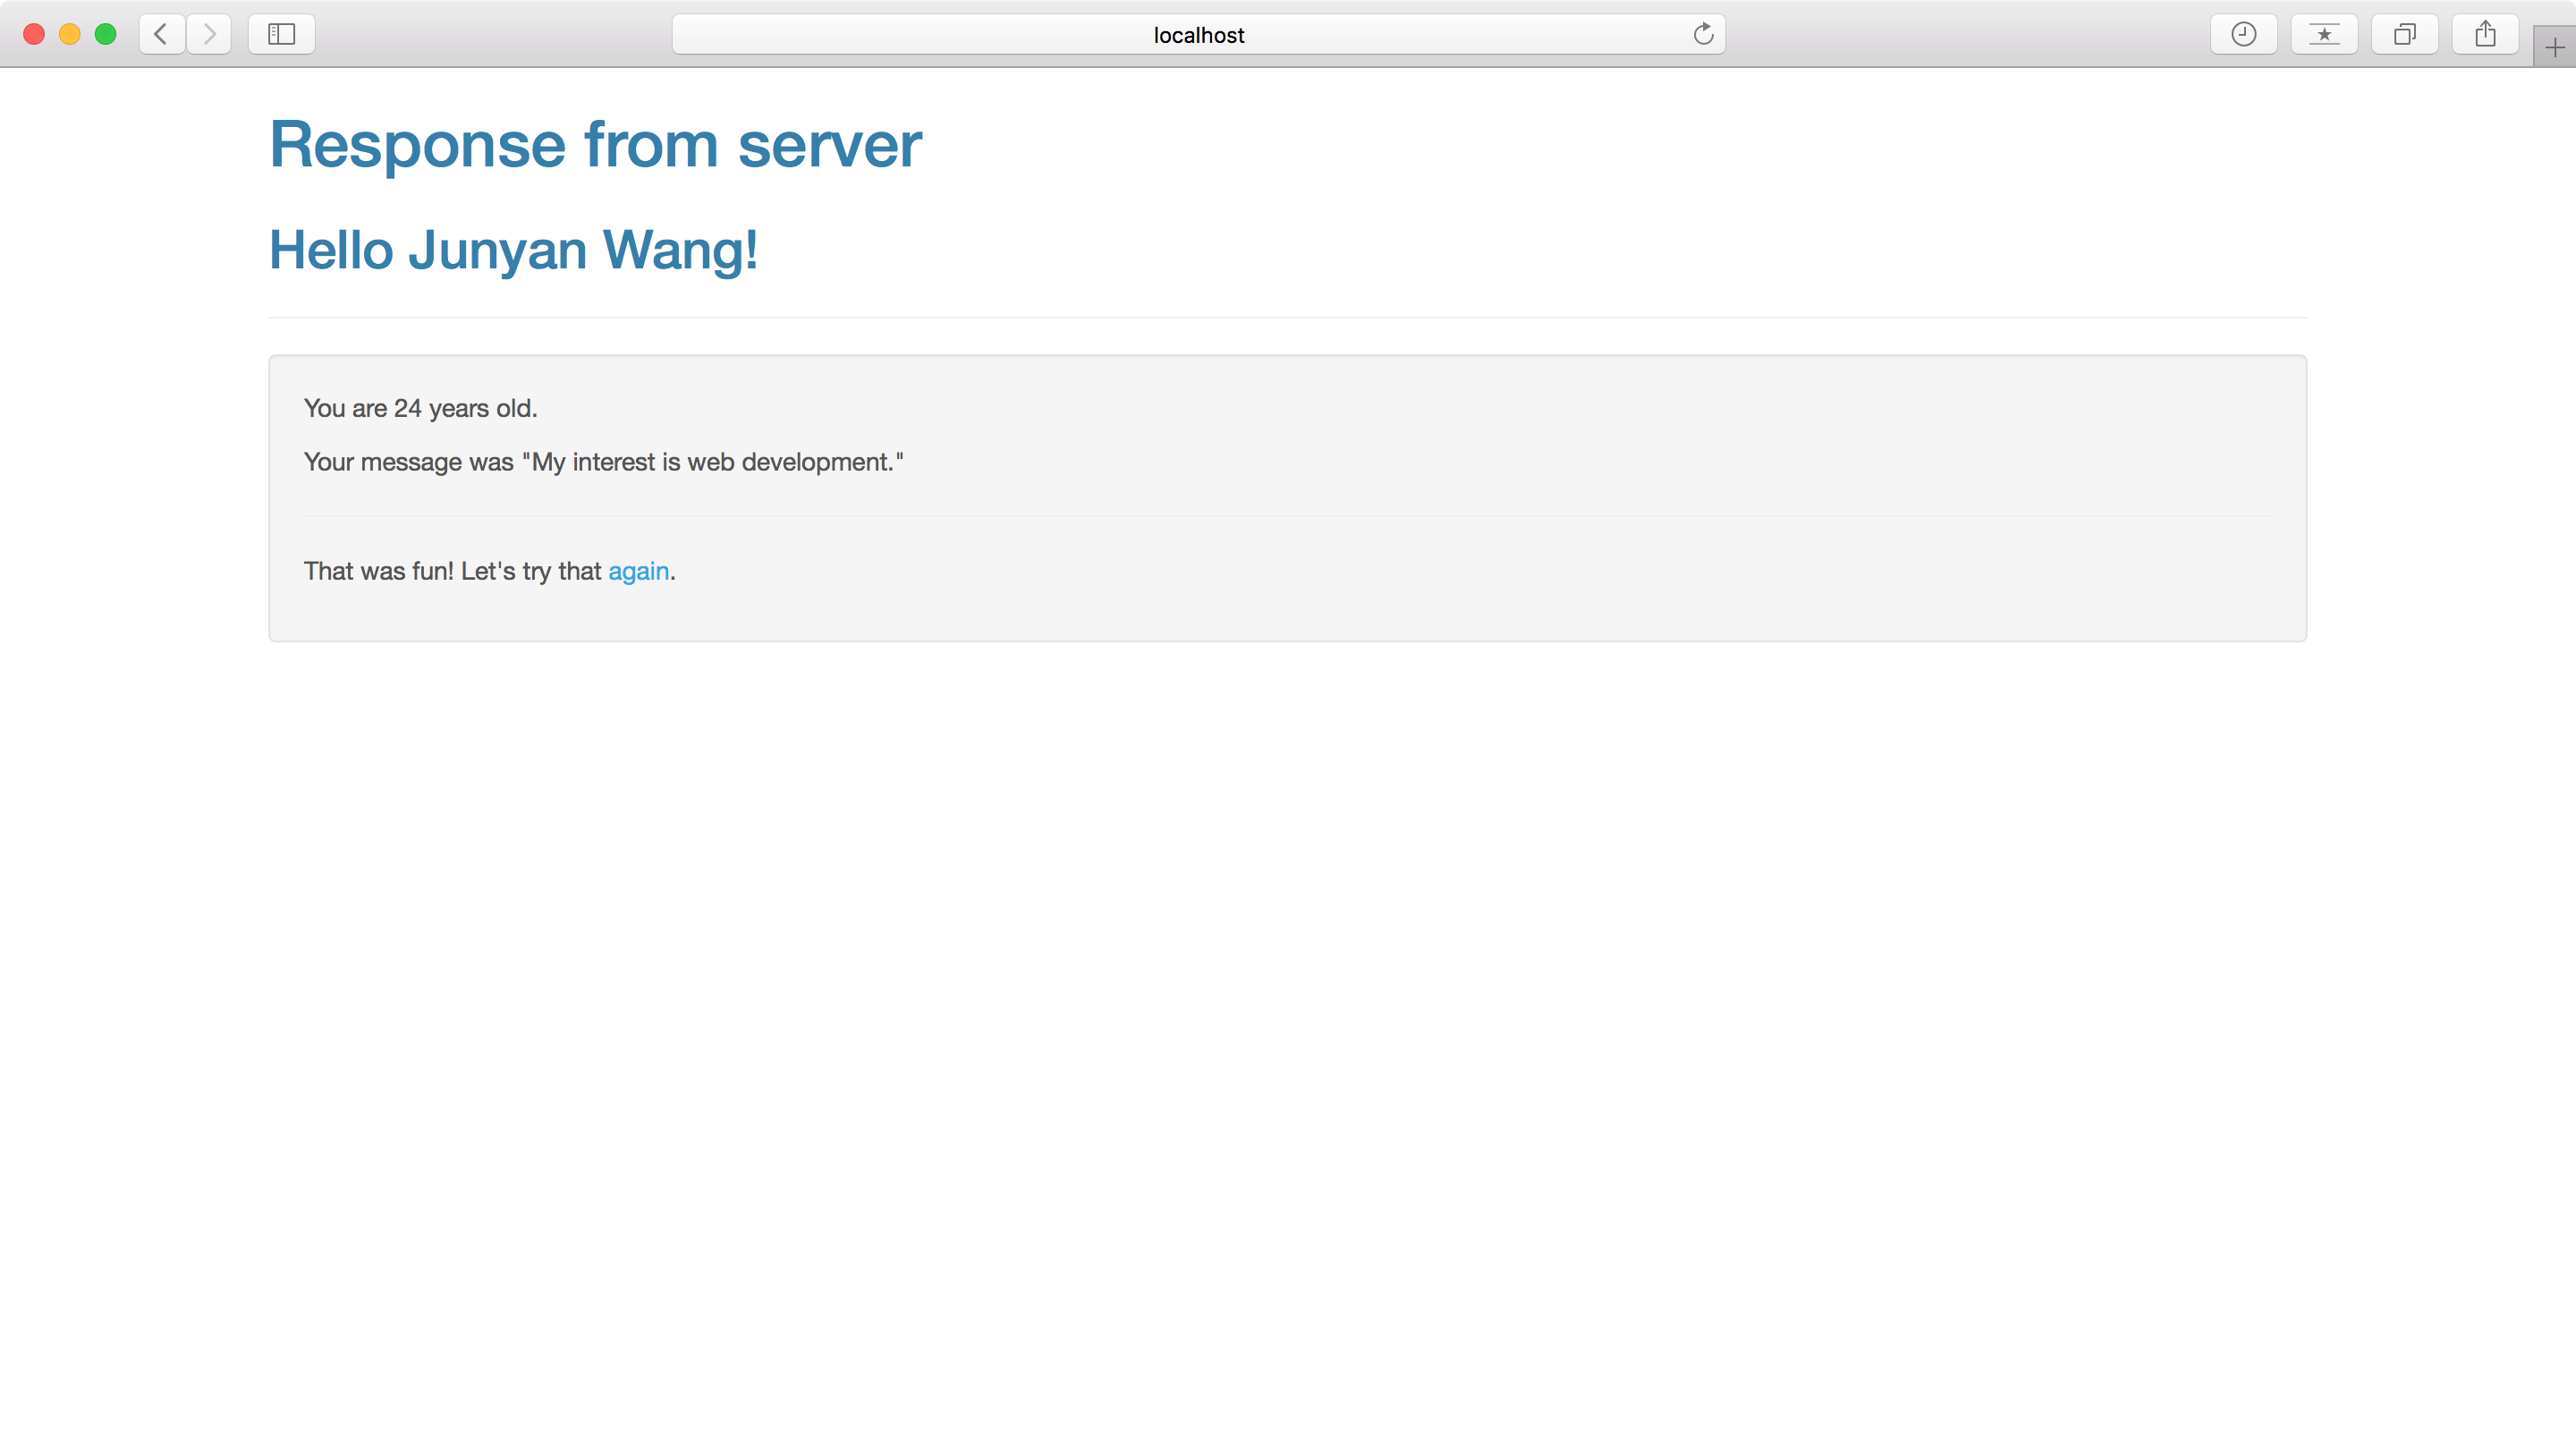 localhost
Response from server
Hello Junyan Wang!
You are 24 years old.
Your message was "My interest is web development."
That was fun! Let's try that again.